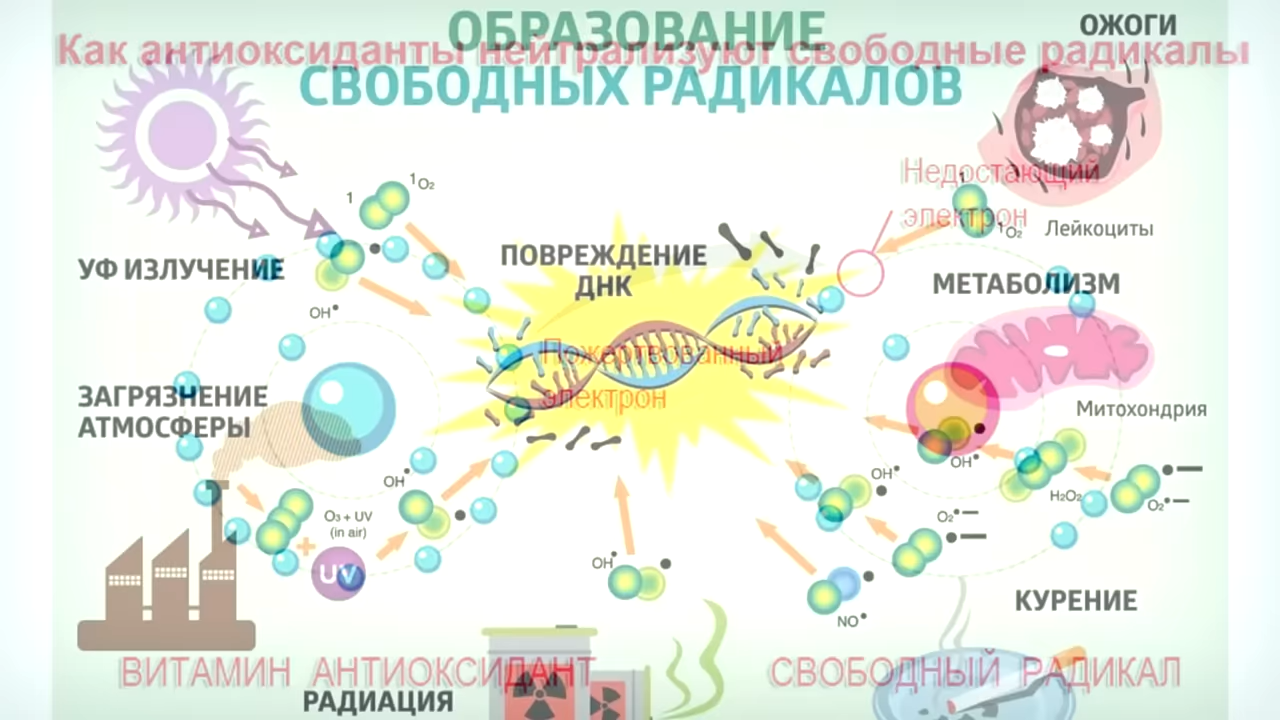 ОБРАЗОВАНИЕ
СВОБОДНЫХ РАДИКАЛОВ
Как антиоксиданты нейтрализуют свободные радикалы
ОЖОГИ
Недостающий
электрон
Лейкоциты
1
1O2
1
1O2
УФ ИЗЛУЧЕНИЕ
ПОВРЕЖДЕНИЕ
ДНК
МЕТАБОЛИЗМ
OH•
Пожертвованный
электрон
ЗАГРЯЗНЕНИЕ
АТМОСФЕРЫ
Митохондрия
OH•
OH•
OH•
H2O2
O2•—
O3 + UV
(in air)
O2•—
UV
OH•
NO•
КУРЕНИЕ
ВИТАМИН АНТИОКСИДАНТ
СВОБОДНЫЙ РАДИКАЛ
РАДИАЦИЯ